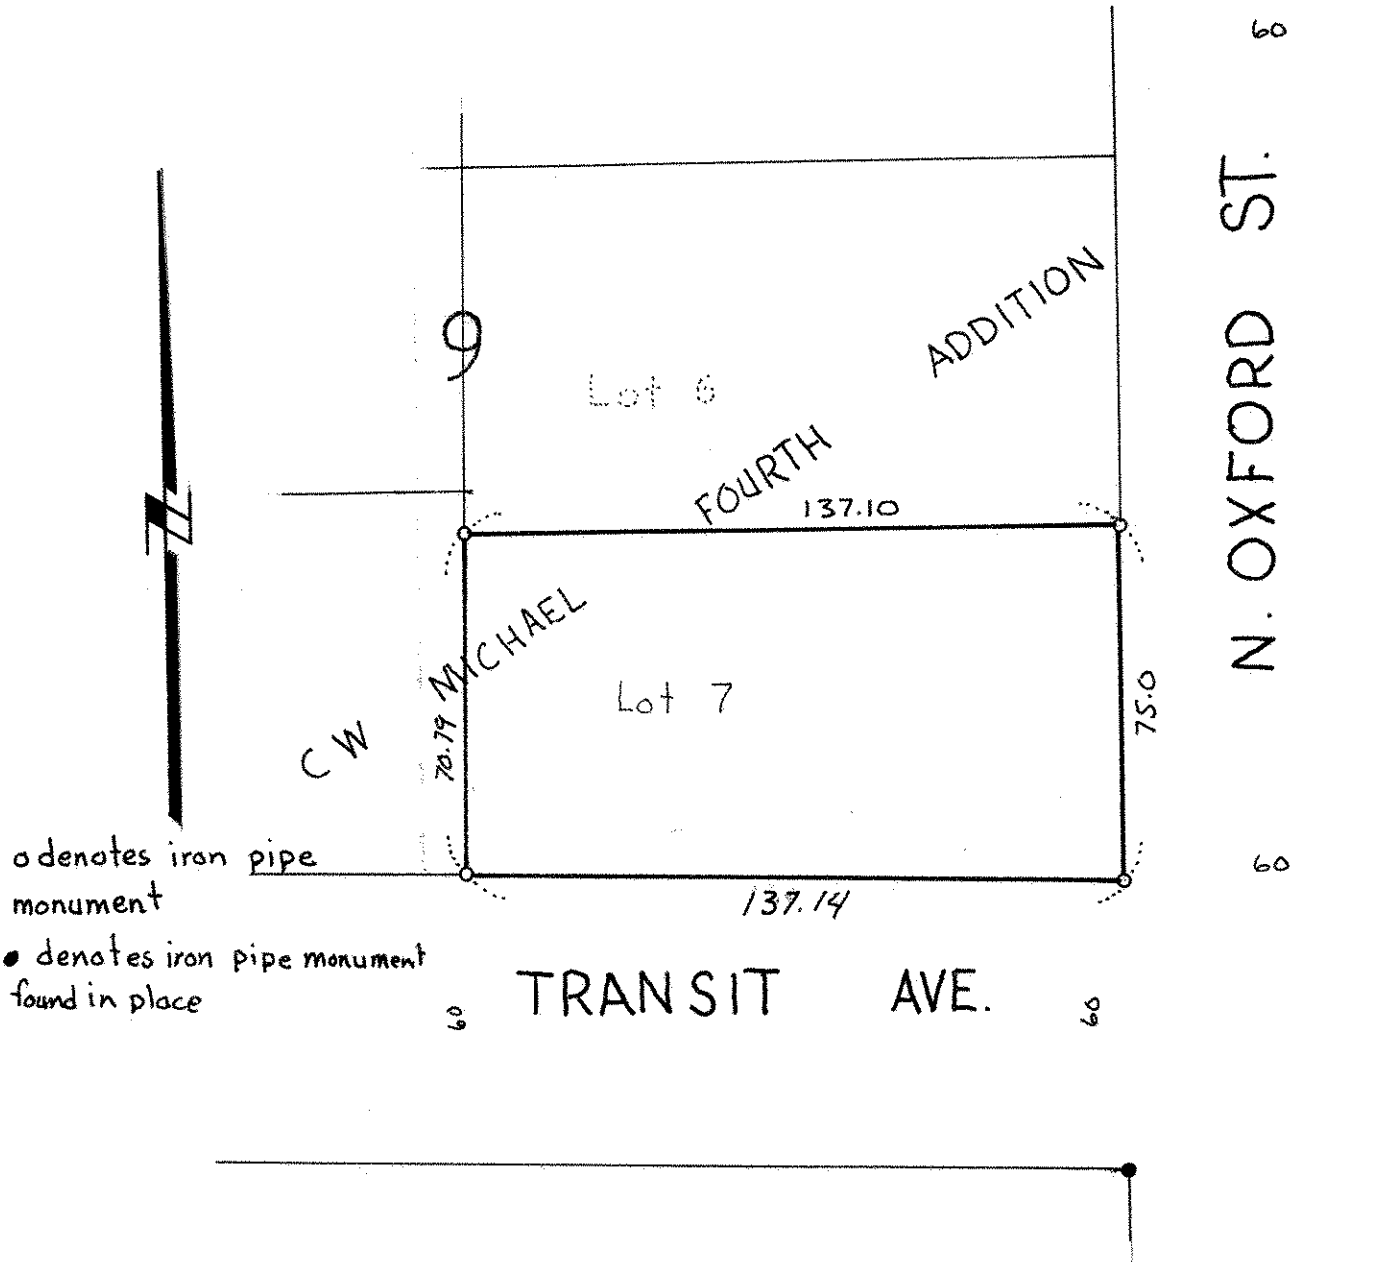 60
N. OXFORD ST.
9
Lot 6
CW MICHAEL FOURTH ADDITION
137.10
Lot 7
70.79
75.0
137.14
o denotes iron pipe
monument
• denotes iron pipe monument
found in place
60
TRANSIT AVE.
60
60